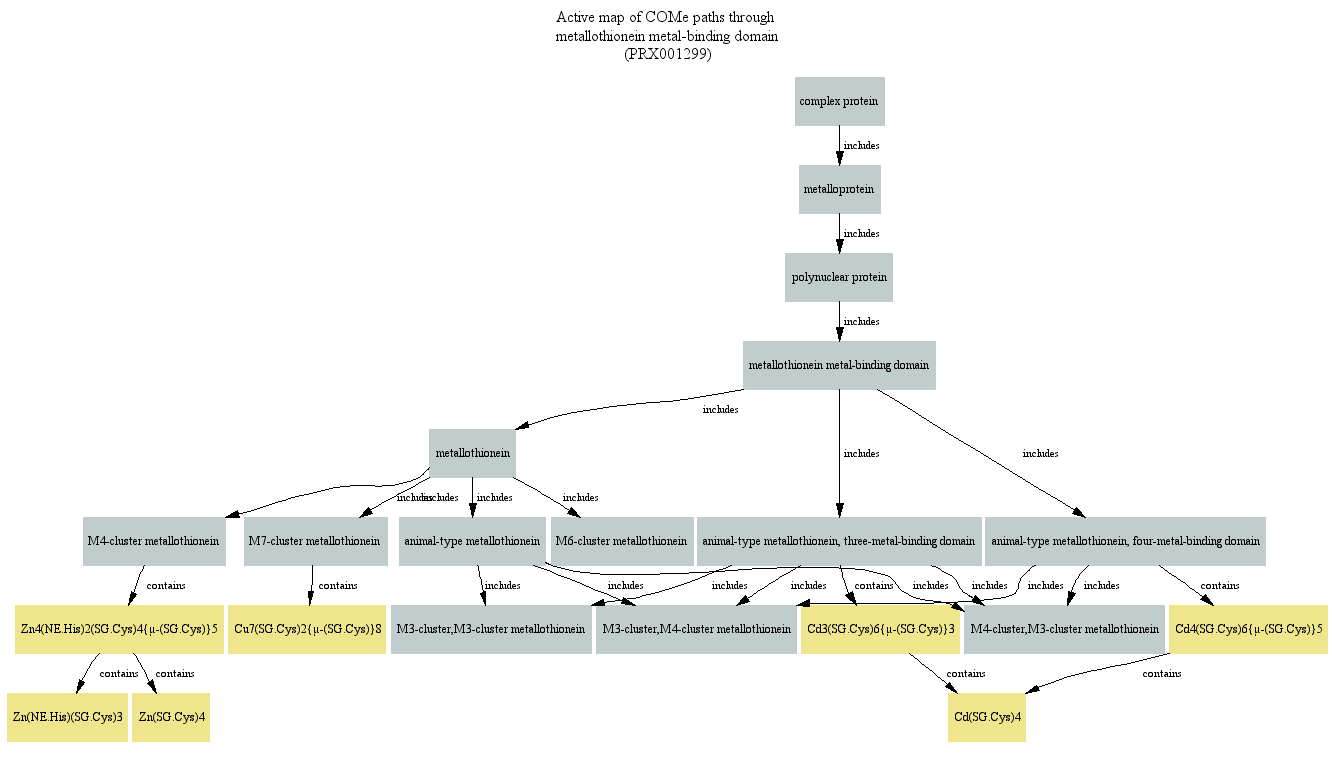 Active map of COMe paths through
metallothionein metal-binding domain
(PRX001299)
complex protein
includes
metalloprotein
includes
polynuclear protein
includes
metallothionein metal-binding domain
includes
metallothionein
includes
includes
includes
includes
includes
includes
M4-cluster metallothionein
M7-cluster metallothionein
animal-type metallothionein
M6-cluster metallothionein
animal-type metallothionein, three-metal-binding domain
animal-type metallothionein, four-metal-binding domain
contains
contains
includes
includes
includes
includes
contains
includes
includes
includes
includes
contains
Zn4(NE.His)2(SG.Cys)4{μ-(SG.Cys)}5
Cu7(SG.Cys)2{μ-(SG.Cys)}8
M3-cluster,M3-cluster metallothionein
M3-cluster,M4-cluster metallothionein
Cd3(SG.Cys)6{μ-(SG.Cys)}3
M4-cluster,M3-cluster metallothionein
Cd4(SG.Cys)6{μ-(SG.Cys)}5
contains
contains
contains
contains
Zn(NE.His)(SG.Cys)3
Zn(SG.Cys)4
Cd(SG.Cys)4